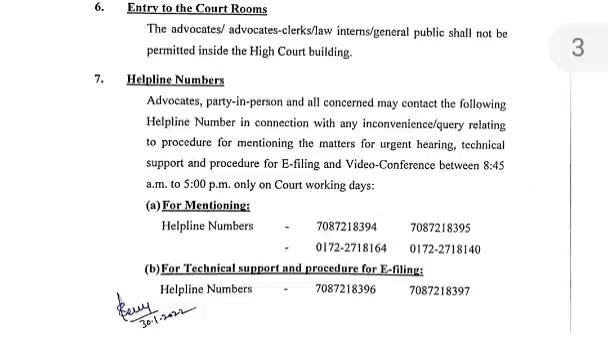 6. Entry to the Court Rooms
The advocates/ advocates-clerks/law interns/general public shall not be
permitted inside the High Court building.
3
7. Helpline Numbers
Advocates, party-in-person and all concerned may contact the following
Helpline Number in connection with any inconvenience/query relating
to procedure for mentioning the matters for urgent hearing, technical
support and procedure for E-filing and Video-Conference between 8:45
a.m. to 5:00 p.m. only on Court working days:
(a) For Mentioning:
Helpline Numbers - 7087218394 7087218395
- 0172-2718164 0172-2718140
(b) For Technical support and procedure for E-filing:
Helpline Numbers - 7087218396 7087218397
30.1.2022